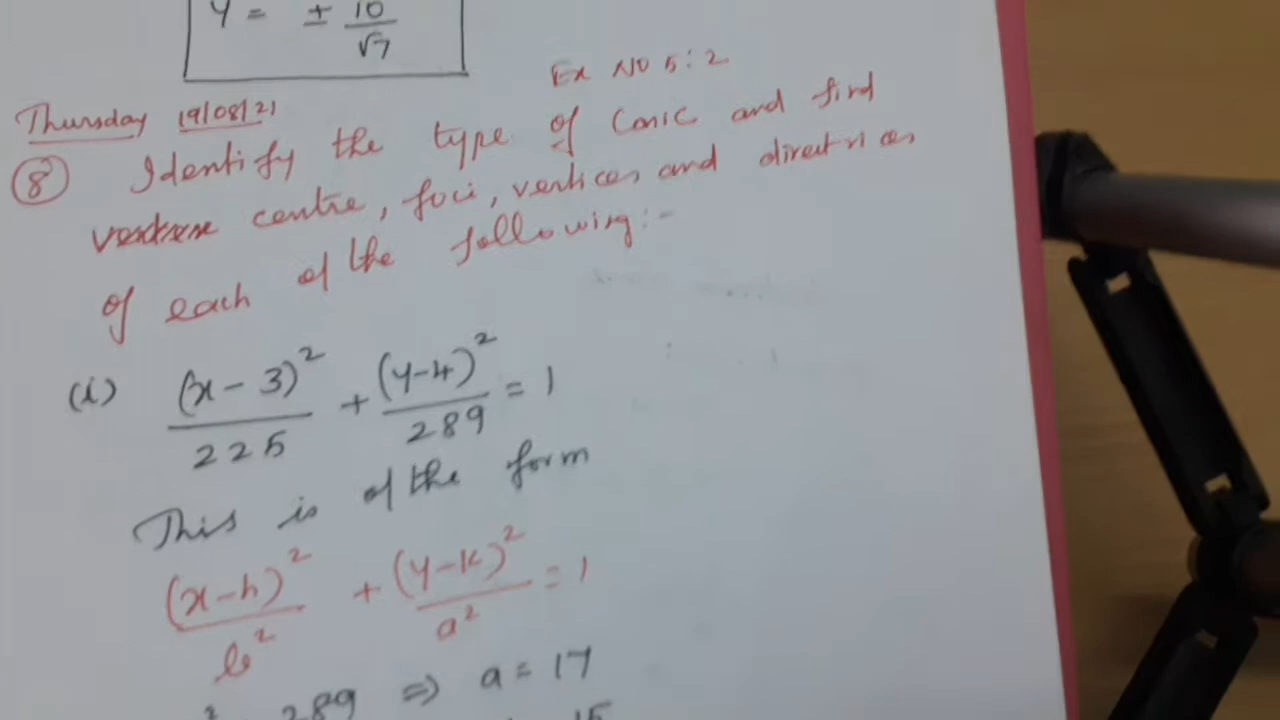 Y = ± 10/√7
Ex No 5:2
Thursday 19/08/21
(8) Identify the type of Conic and find
centre, foci, vertices and directrices
of each of the following:-
(i) (x-3)²/225 + (y-4)²/289 = 1
This is of the form
(x-h)²/b² + (y-k)²/a² = 1
289 ⇒ a = 17
15